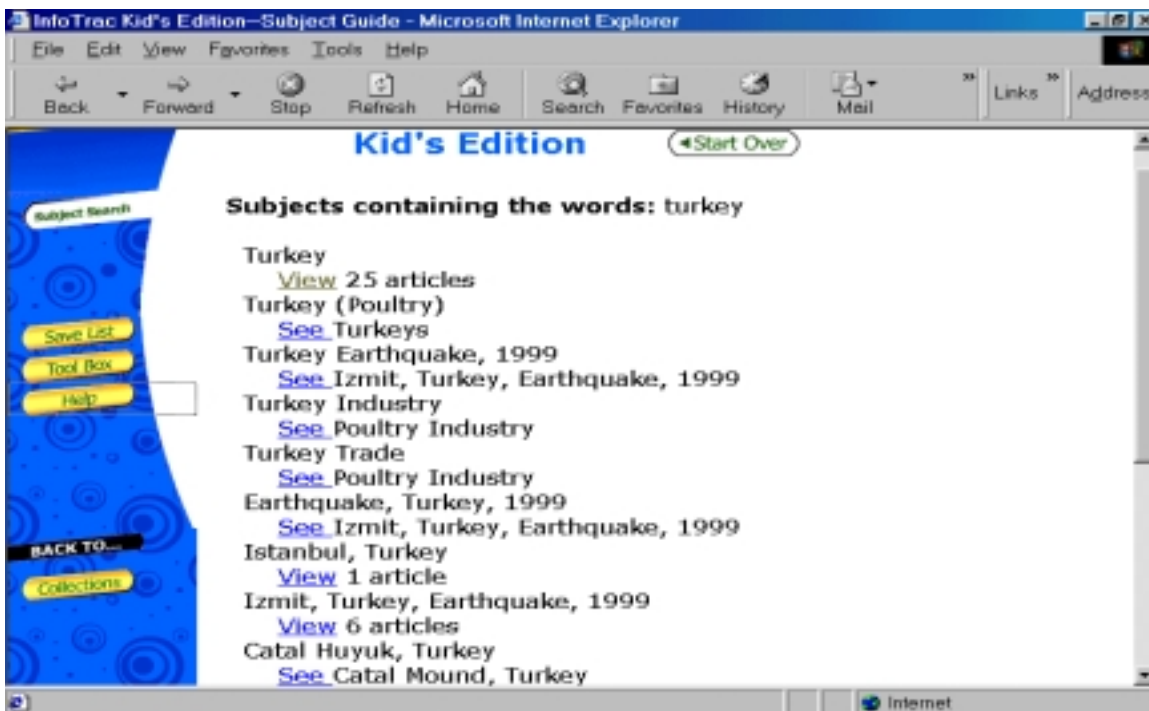 InfoTrac Kid's Edition--Subject Guide - Microsoft Internet Explorer
File Edit View Favorites Tools Help
Back Forward Stop Refresh Home Search Favorites History Mail Links Address
Kid's Edition Start Over
Subject Search
Subjects containing the words: turkey
Turkey
View 25 articles
Turkey (Poultry)
See Turkeys
Save List
Turkey Earthquake, 1999
Tool Box
See Izmit, Turkey, Earthquake, 1999
Help
Turkey Industry
See Poultry Industry
Turkey Trade
See Poultry Industry
Earthquake, Turkey, 1999
See Izmit, Turkey, Earthquake, 1999
BACK TO...
Istanbul, Turkey
View 1 article
Collections
Izmit, Turkey, Earthquake, 1999
View 6 articles
Catal Huyuk, Turkey
See Catal Mound, Turkey
Internet